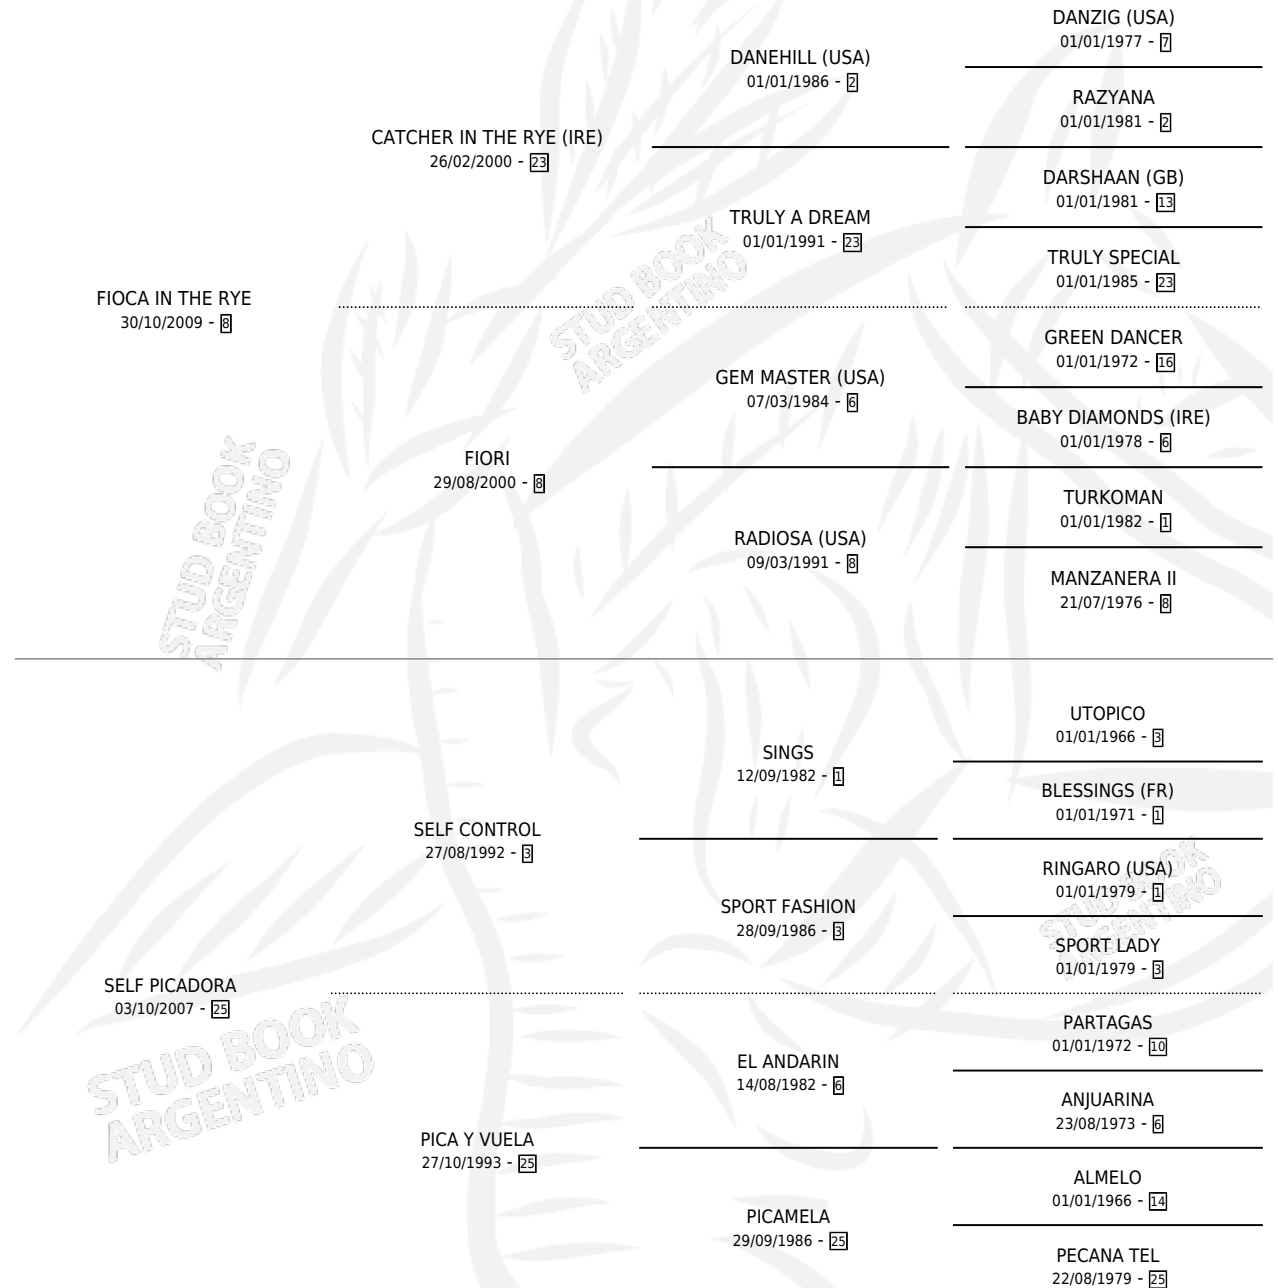 DANZIG (USA)
01/01/1977 - 7
DANEHILL (USA)
01/01/1986 - 2
RAZYANA
01/01/1981 - 2
CATCHER IN THE RYE (IRE)
26/02/2000 - 23
DARSHAAN (GB)
01/01/1981 - 13
TRULY A DREAM
01/01/1991 - 23
TRULY SPECIAL
01/01/1985 - 23
FIOCA IN THE RYE
30/10/2009 - 8
GREEN DANCER
01/01/1972 - 16
GEM MASTER (USA)
07/03/1984 - 6
BABY DIAMONDS (IRE)
01/01/1978 - 6
FIORI
29/08/2000 - 8
TURKOMAN
01/01/1982 - 1
RADIOSA (USA)
09/03/1991 - 8
MANZANERA II
21/07/1976 - 8
UTOPICO
01/01/1966 - 3
SINGS
12/09/1982 - 1
BLESSINGS (FR)
01/01/1971 - 1
SELF CONTROL
27/08/1992 - 3
RINGARO (USA)
01/01/1979 - 1
SPORT FASHION
28/09/1986 - 3
SPORT LADY
01/01/1979 - 3
SELF PICADORA
03/10/2007 - 25
PARTAGAS
01/01/1972 - 10
EL ANDARIN
14/08/1982 - 6
ANJUARINA
23/08/1973 - 6
PICA Y VUELA
27/10/1993 - 25
ALMELO
01/01/1966 - 14
PICAMELA
29/09/1986 - 25
PECANA TEL
22/08/1979 - 25
STUD BOOK
ARGENTINO
STUD BOOK
ARGENTINO
STUD BOOK
ARGENTINO
STUD BOOK
ARGENTINO